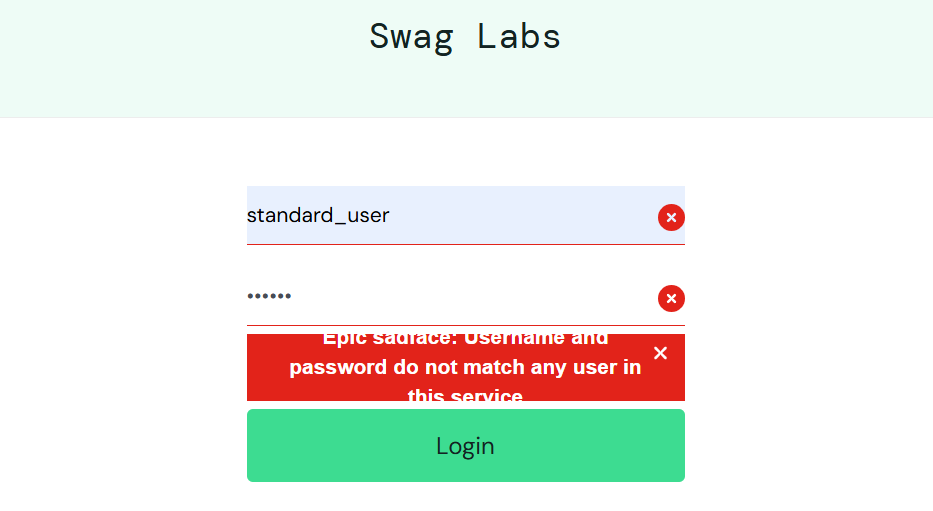 Swag Labs
standard_user
••••••
Epic sadface: Username and
password do not match any user in
this service
Login